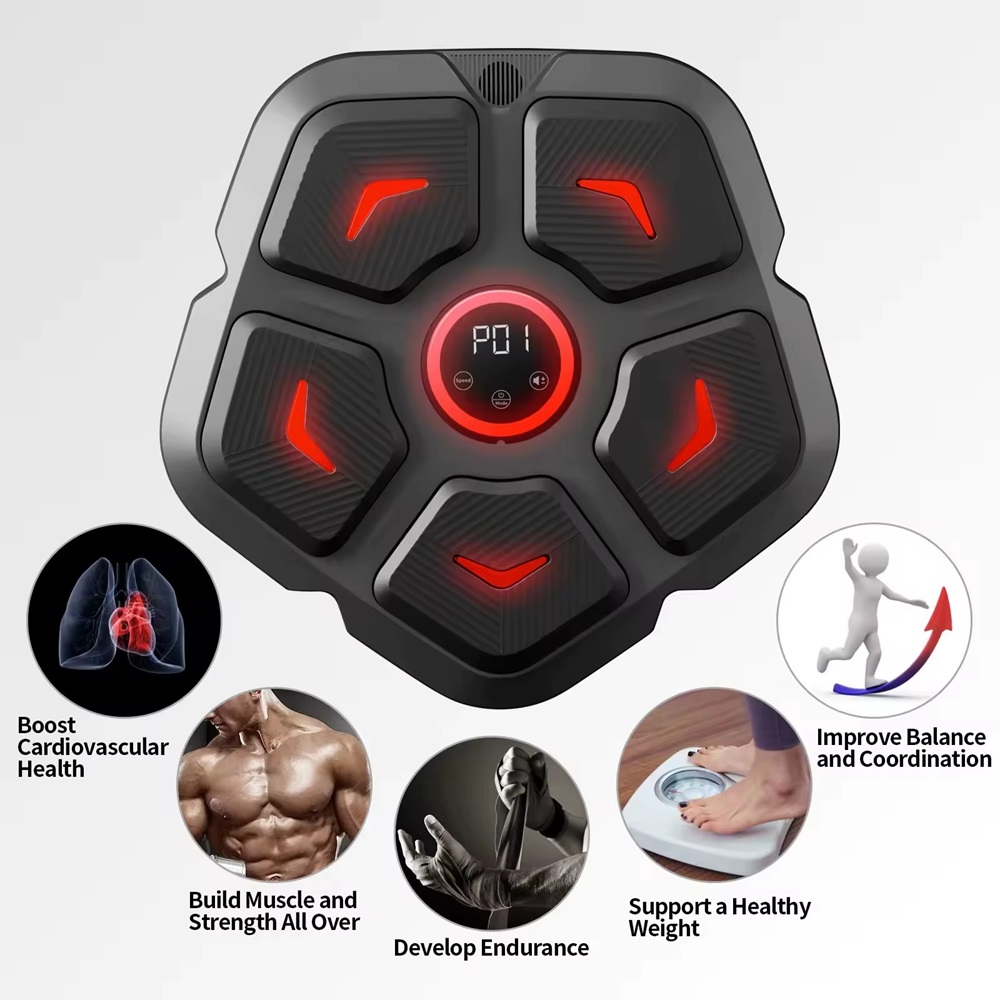 P01
Speed
Mode
Boost
Cardiovascular
Health
Improve Balance
and Coordination
Build Muscle and
Strength All Over
Support a Healthy
Weight
Develop Endurance